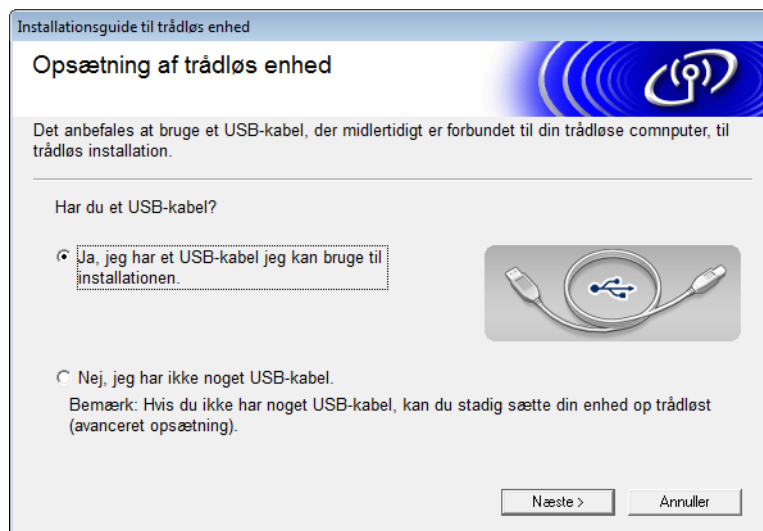 Installationsguide til trådløs enhed
Opsætning af trådløs enhed
Det anbefales at bruge et USB-kabel, der midlertidigt er forbundet til din trådløse comnputer, til
trådløs installation.
Har du et USB-kabel?
Ja, jeg har et USB-kabel jeg kan bruge til
installationen.
Nej, jeg har ikke noget USB-kabel.
Bemærk: Hvis du ikke har noget USB-kabel, kan du stadig sætte din enhed op trådløst
(avanceret opsætning).
Næste >
Annuller